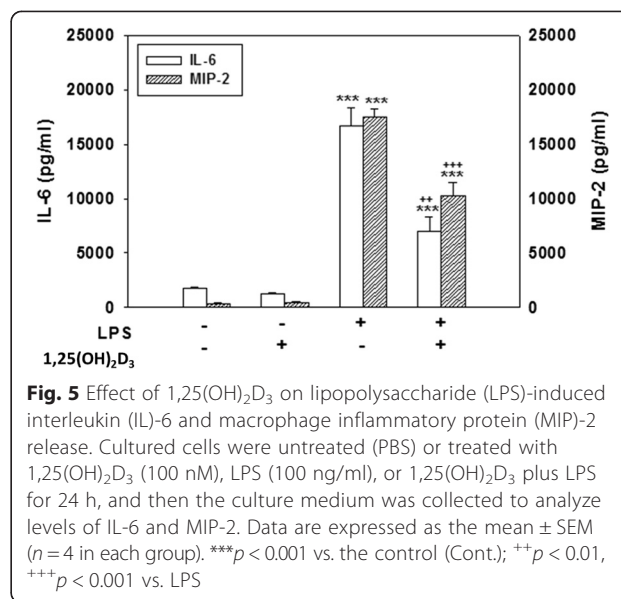 25000 25000
IL-6
MIP-2
20000 20000
*** ***
15000 15000
IL-6 (pg/ml)
MIP-2 (pg/ml)
+++
10000 *** 10000
++
***
5000 5000
0 0
LPS - - + +
1,25(OH)₂D₃ - + - +
Fig. 5 Effect of 1,25(OH)₂D₃ on lipopolysaccharide (LPS)-induced
interleukin (IL)-6 and macrophage inflammatory protein (MIP)-2
release. Cultured cells were untreated (PBS) or treated with
1,25(OH)₂D₃ (100 nM), LPS (100 ng/ml), or 1,25(OH)₂D₃ plus LPS
for 24 h, and then the culture medium was collected to analyze
levels of IL-6 and MIP-2. Data are expressed as the mean ± SEM
(n = 4 in each group). ***p < 0.001 vs. the control (Cont.); ⁺⁺p < 0.01,
⁺⁺⁺p < 0.001 vs. LPS